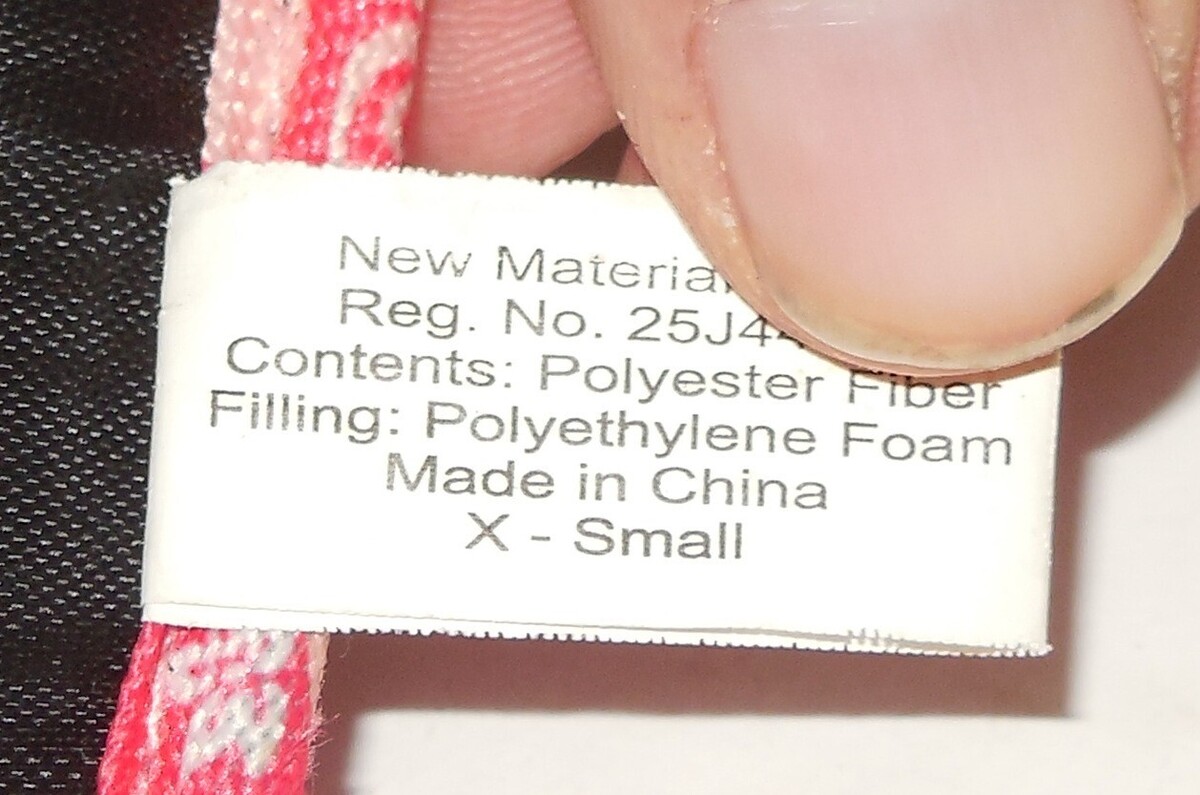 New
Reg. No.
Contents: Polyester Fiber
Filling: Polyethylene Foam
Made in China
X - Small